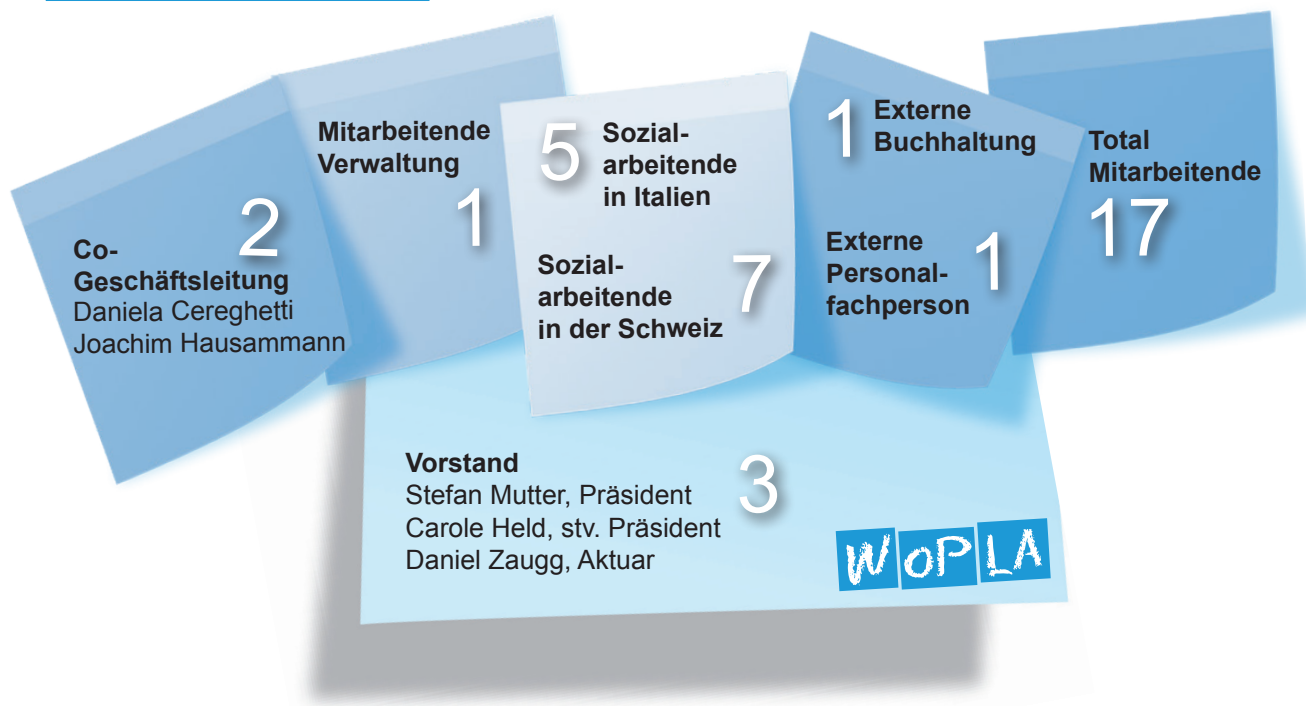 Co-
Geschäftsleitung
Daniela Cereghetti
Joachim Hausammann
2
Mitarbeitende
Verwaltung
1
5
Sozial-
arbeitende
in Italien
Sozial-
arbeitende
in der Schweiz
7
1
Externe
Buchhaltung
Externe
Personal-
fachperson
1
Total
Mitarbeitende
17
Vorstand
Stefan Mutter, Präsident
Carole Held, stv. Präsident
Daniel Zaugg, Aktuar
3
WoPLA